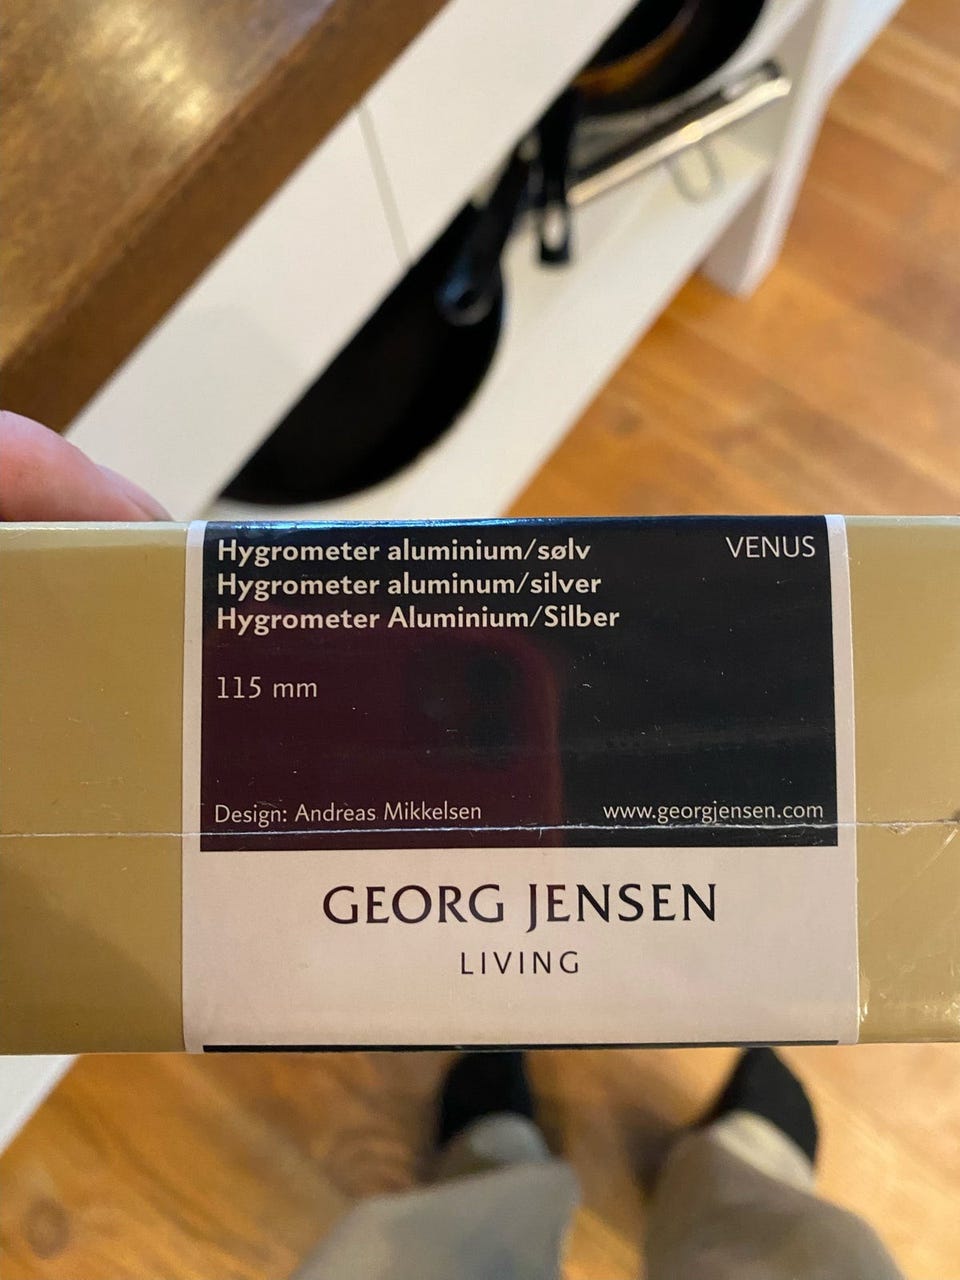 Hygrometer aluminium/sølv
VENUS
Hygrometer aluminum/silver
Hygrometer Aluminium/Silber
115 mm
Design: Andreas Mikkelsen
www.georgjensen.com
GEORG JENSEN
LIVING